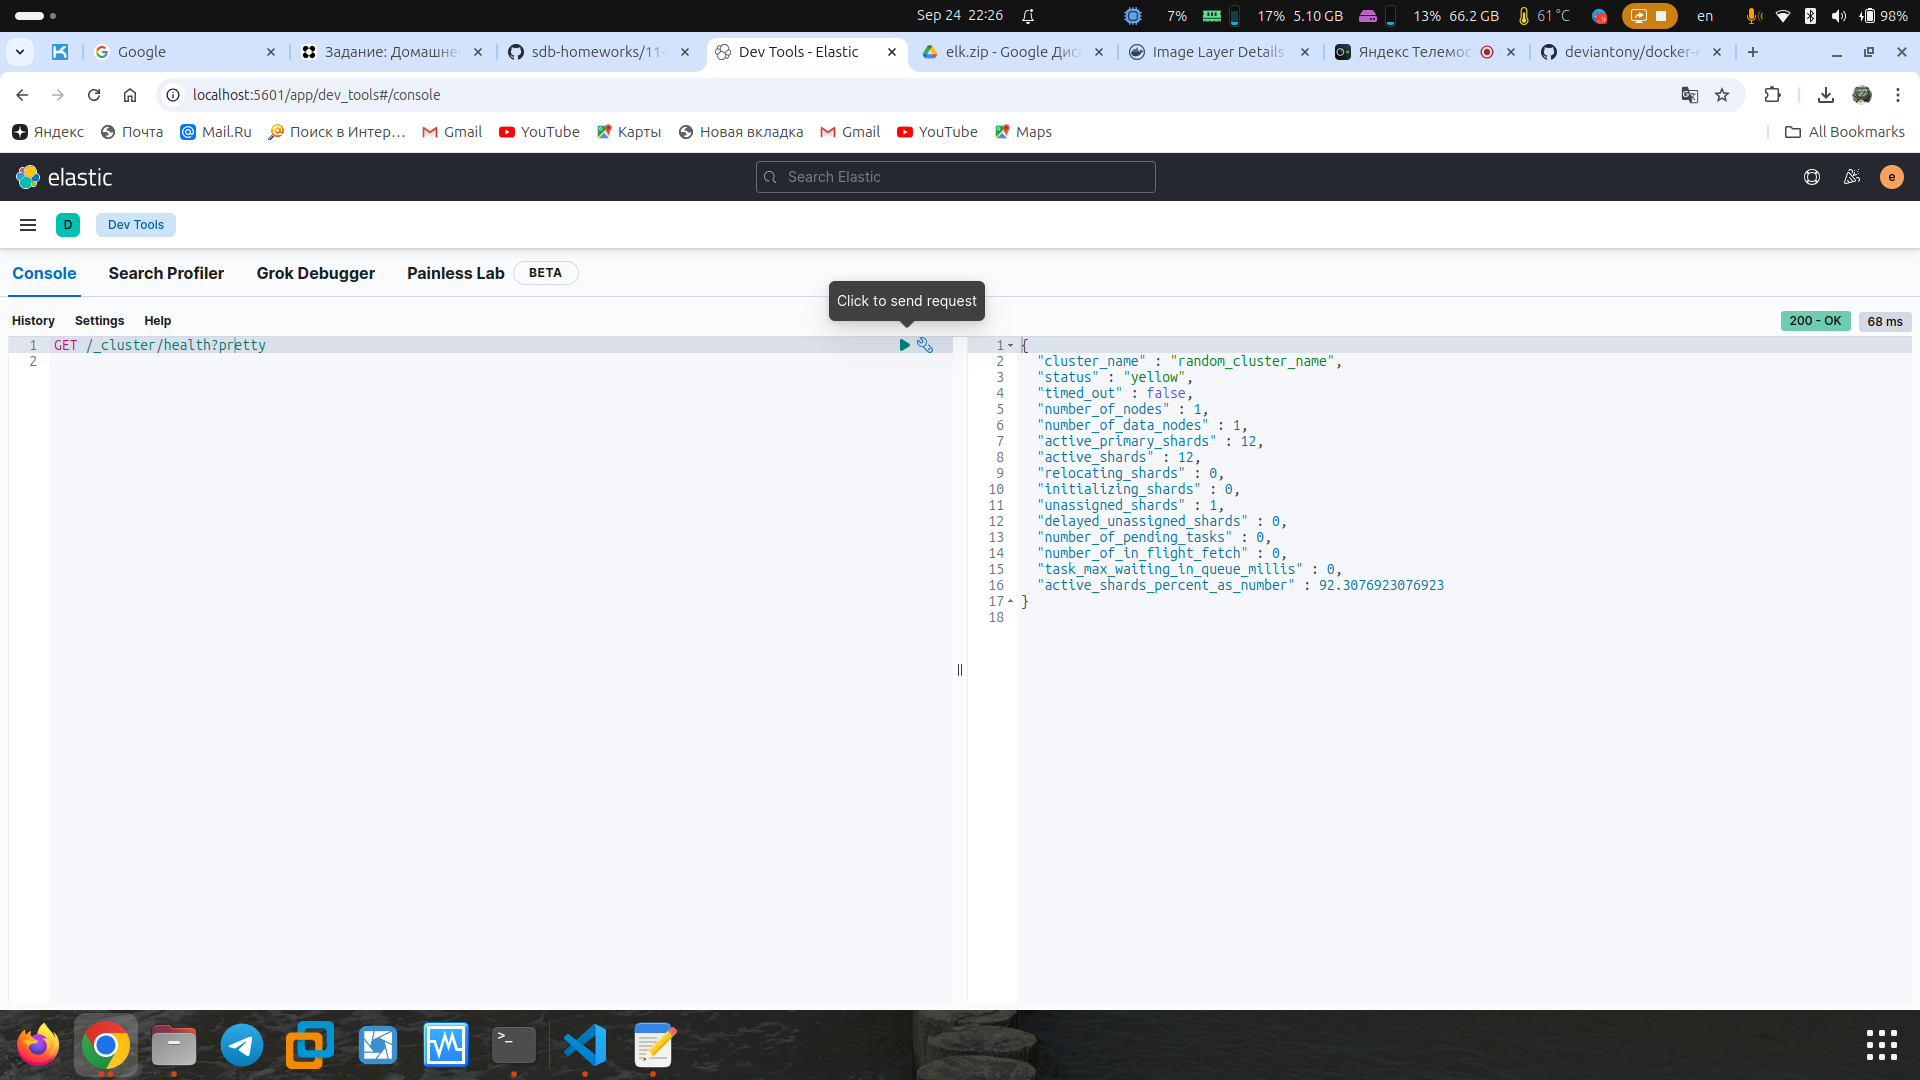 Sep 24 22:26
7%
17% 5.10 GB
13% 66.2 GB
61 °C
en
98%
Google
Задание: Домашне
sdb-homeworks/11-
Dev Tools - Elastic
elk.zip - Google Дис
Image Layer Details
Яндекс Телемос
deviantony/docker-e
localhost:5601/app/dev_tools#/console
Яндекс
Почта
Mail.Ru
Поиск в Интер…
Gmail
YouTube
Карты
Новая вкладка
Gmail
YouTube
Maps
All Bookmarks
elastic
Search Elastic
e
D
Dev Tools
Console
Search Profiler
Grok Debugger
Painless Lab
BETA
Click to send request
History
Settings
Help
200 - OK
68 ms
1 GET /_cluster/health?pretty
2
1 {
2 "cluster_name" : "random_cluster_name",
3 "status" : "yellow",
4 "timed_out" : false,
5 "number_of_nodes" : 1,
6 "number_of_data_nodes" : 1,
7 "active_primary_shards" : 12,
8 "active_shards" : 12,
9 "relocating_shards" : 0,
10 "initializing_shards" : 0,
11 "unassigned_shards" : 1,
12 "delayed_unassigned_shards" : 0,
13 "number_of_pending_tasks" : 0,
14 "number_of_in_flight_fetch" : 0,
15 "task_max_waiting_in_queue_millis" : 0,
16 "active_shards_percent_as_number" : 92.3076923076923
17 }
18